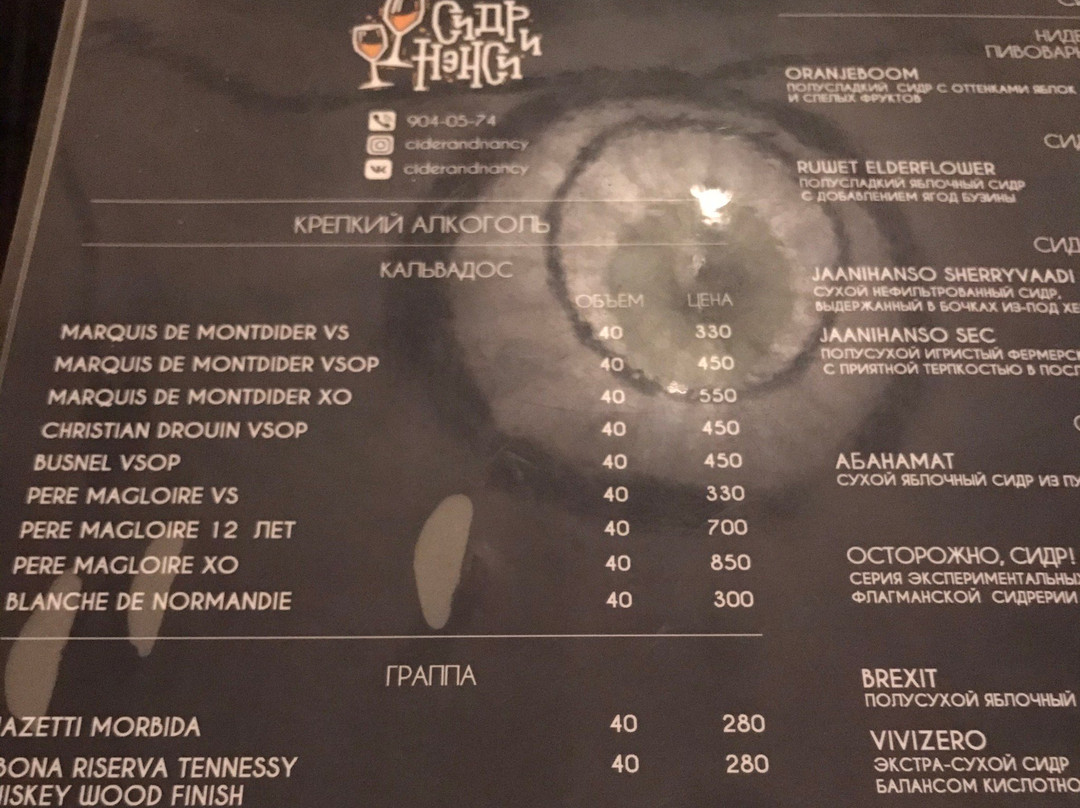 СИДР И
НЭНСИ
904-05-74
ciderandnancy
ciderandnancy
КРЕПКИЙ АЛКОГОЛЬ
КАЛЬВАДОС
ОБЪЕМ ЦЕНА
MARQUIS DE MONTDIDER VS 40 330
MARQUIS DE MONTDIDER VSOP 40 450
MARQUIS DE MONTDIDER XO 40 550
CHRISTIAN DROUIN VSOP 40 450
BUSNEL VSOP 40 450
PERE MAGLOIRE VS 40 330
PERE MAGLOIRE 12 ЛЕТ 40 700
PERE MAGLOIRE XO 40 850
BLANCHE DE NORMANDIE 40 300
ГРАППА
AZETTI MORBIDA 40 280
BONA RISERVA TENNESSY 40 280
ISKEY WOOD FINISH
НИДЕ
ПИВОВАР
ORANJEBOOM
ПОЛУСЛАДКИЙ СИДР С ОТТЕНКАМИ ЯБЛОК
И СПЕЛЫХ ФРУКТОВ
СИ
RUWET ELDERFLOWER
ПОЛУСЛАДКИЙ ЯБЛОЧНЫЙ СИДР
С ДОБАВЛЕНИЕМ ЯГОД БУЗИНЫ
СИД
JAANIHANSO SHERRYVAADI
СУХОЙ НЕФИЛЬТРОВАННЫЙ СИДР,
ВЫДЕРЖАННЫЙ В БОЧКАХ ИЗ-ПОД ХЕ
JAANIHANSO SEC
ПОЛУСУХОЙ ИГРИСТЫЙ ФЕРМЕРС
С ПРИЯТНОЙ ТЕРПКОСТЬЮ В ПОСЛ
АБАНАМАТ
СУХОЙ ЯБЛОЧНЫЙ СИДР ИЗ ЛУ
ОСТОРОЖНО, СИДР!
СЕРИЯ ЭКСПЕРИМЕНТАЛЬНЫ
ФЛАГМАНСКОЙ СИДРЕРИИ
BREXIT
ПОЛУСУХОЙ ЯБЛОЧНЫЙ
VIVIZERO
ЭКСТРА-СУХОЙ СИДР
БАЛАНСОМ КИСЛОТНО